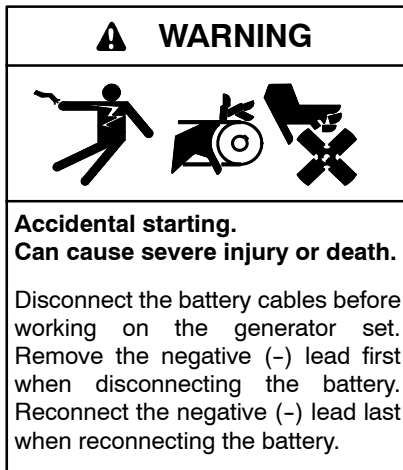 WARNING
Accidental starting.
Can cause severe injury or death.
Disconnect the battery cables before
working on the generator set.
Remove the negative (–) lead first
when disconnecting the battery.
Reconnect the negative (–) lead last
when reconnecting the battery.